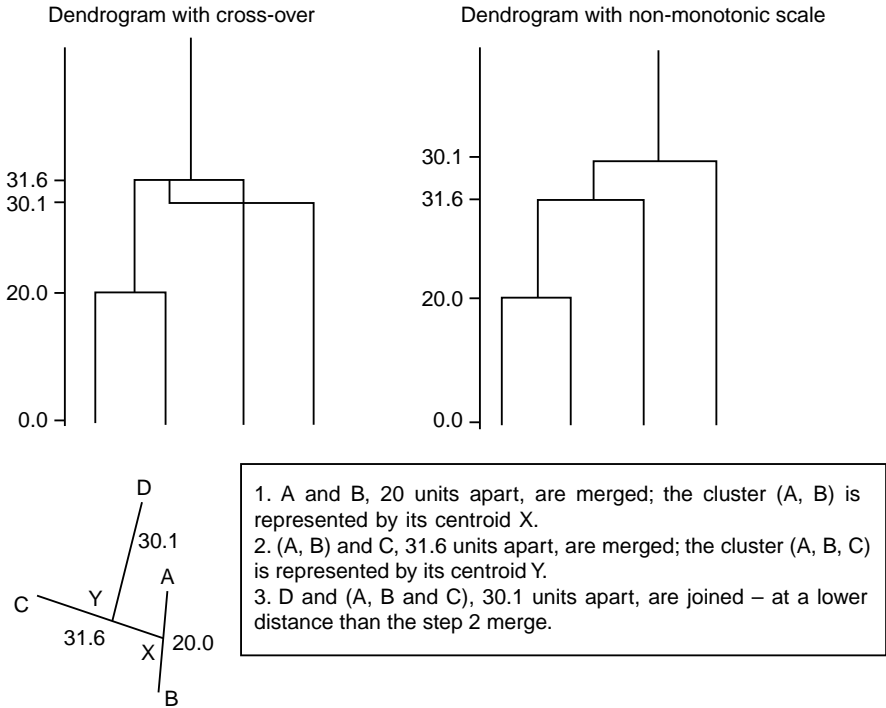 Dendrogram with cross-over
Dendrogram with non-monotonic scale
31.6
30.1
20.0
0.0
30.1
31.6
20.0
0.0
D
30.1
A
C
Y
31.6
X
20.0
B
1. A and B, 20 units apart, are merged; the cluster (A, B) is
represented by its centroid X.
2. (A, B) and C, 31.6 units apart, are merged; the cluster (A, B, C)
is represented by its centroid Y.
3. D and (A, B and C), 30.1 units apart, are joined – at a lower
distance than the step 2 merge.